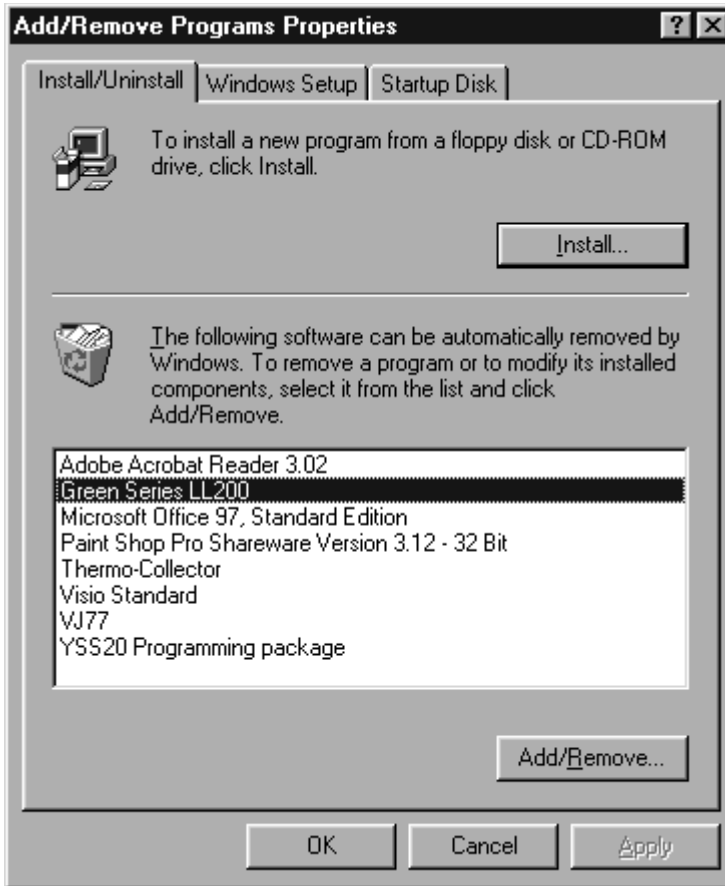 Add/Remove Programs Properties
Install/Uninstall Windows Setup Startup Disk
To install a new program from a floppy disk or CD-ROM
drive, click Install.
Install...
The following software can be automatically removed by
Windows. To remove a program or to modify its installed
components, select it from the list and click
Add/Remove.
Adobe Acrobat Reader 3.02
Green Series LL200
Microsoft Office 97, Standard Edition
Paint Shop Pro Shareware Version 3.12 - 32 Bit
Thermo-Collector
Visio Standard
VJ77
YSS20 Programming package
Add/Remove...
OK Cancel Apply